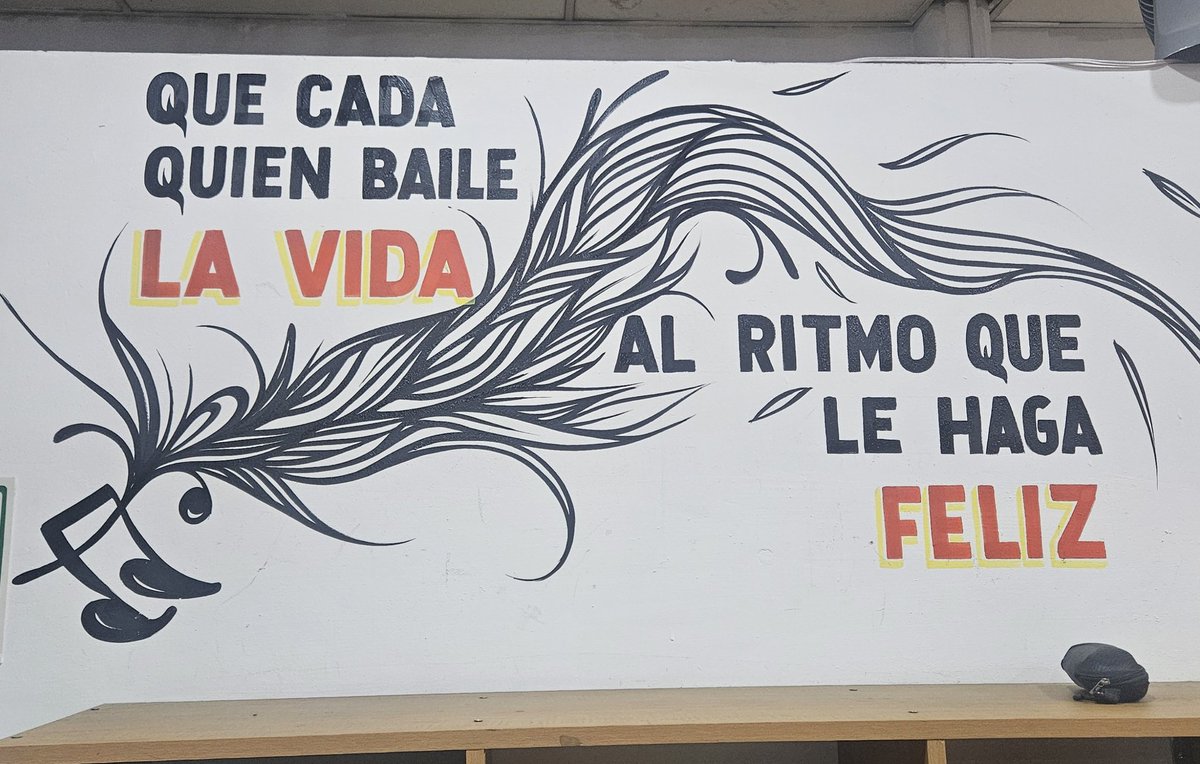 QUE CADA
QUIEN BAILE
LA VIDA
AL RITMO QUE
LE HAGA
FELIZ